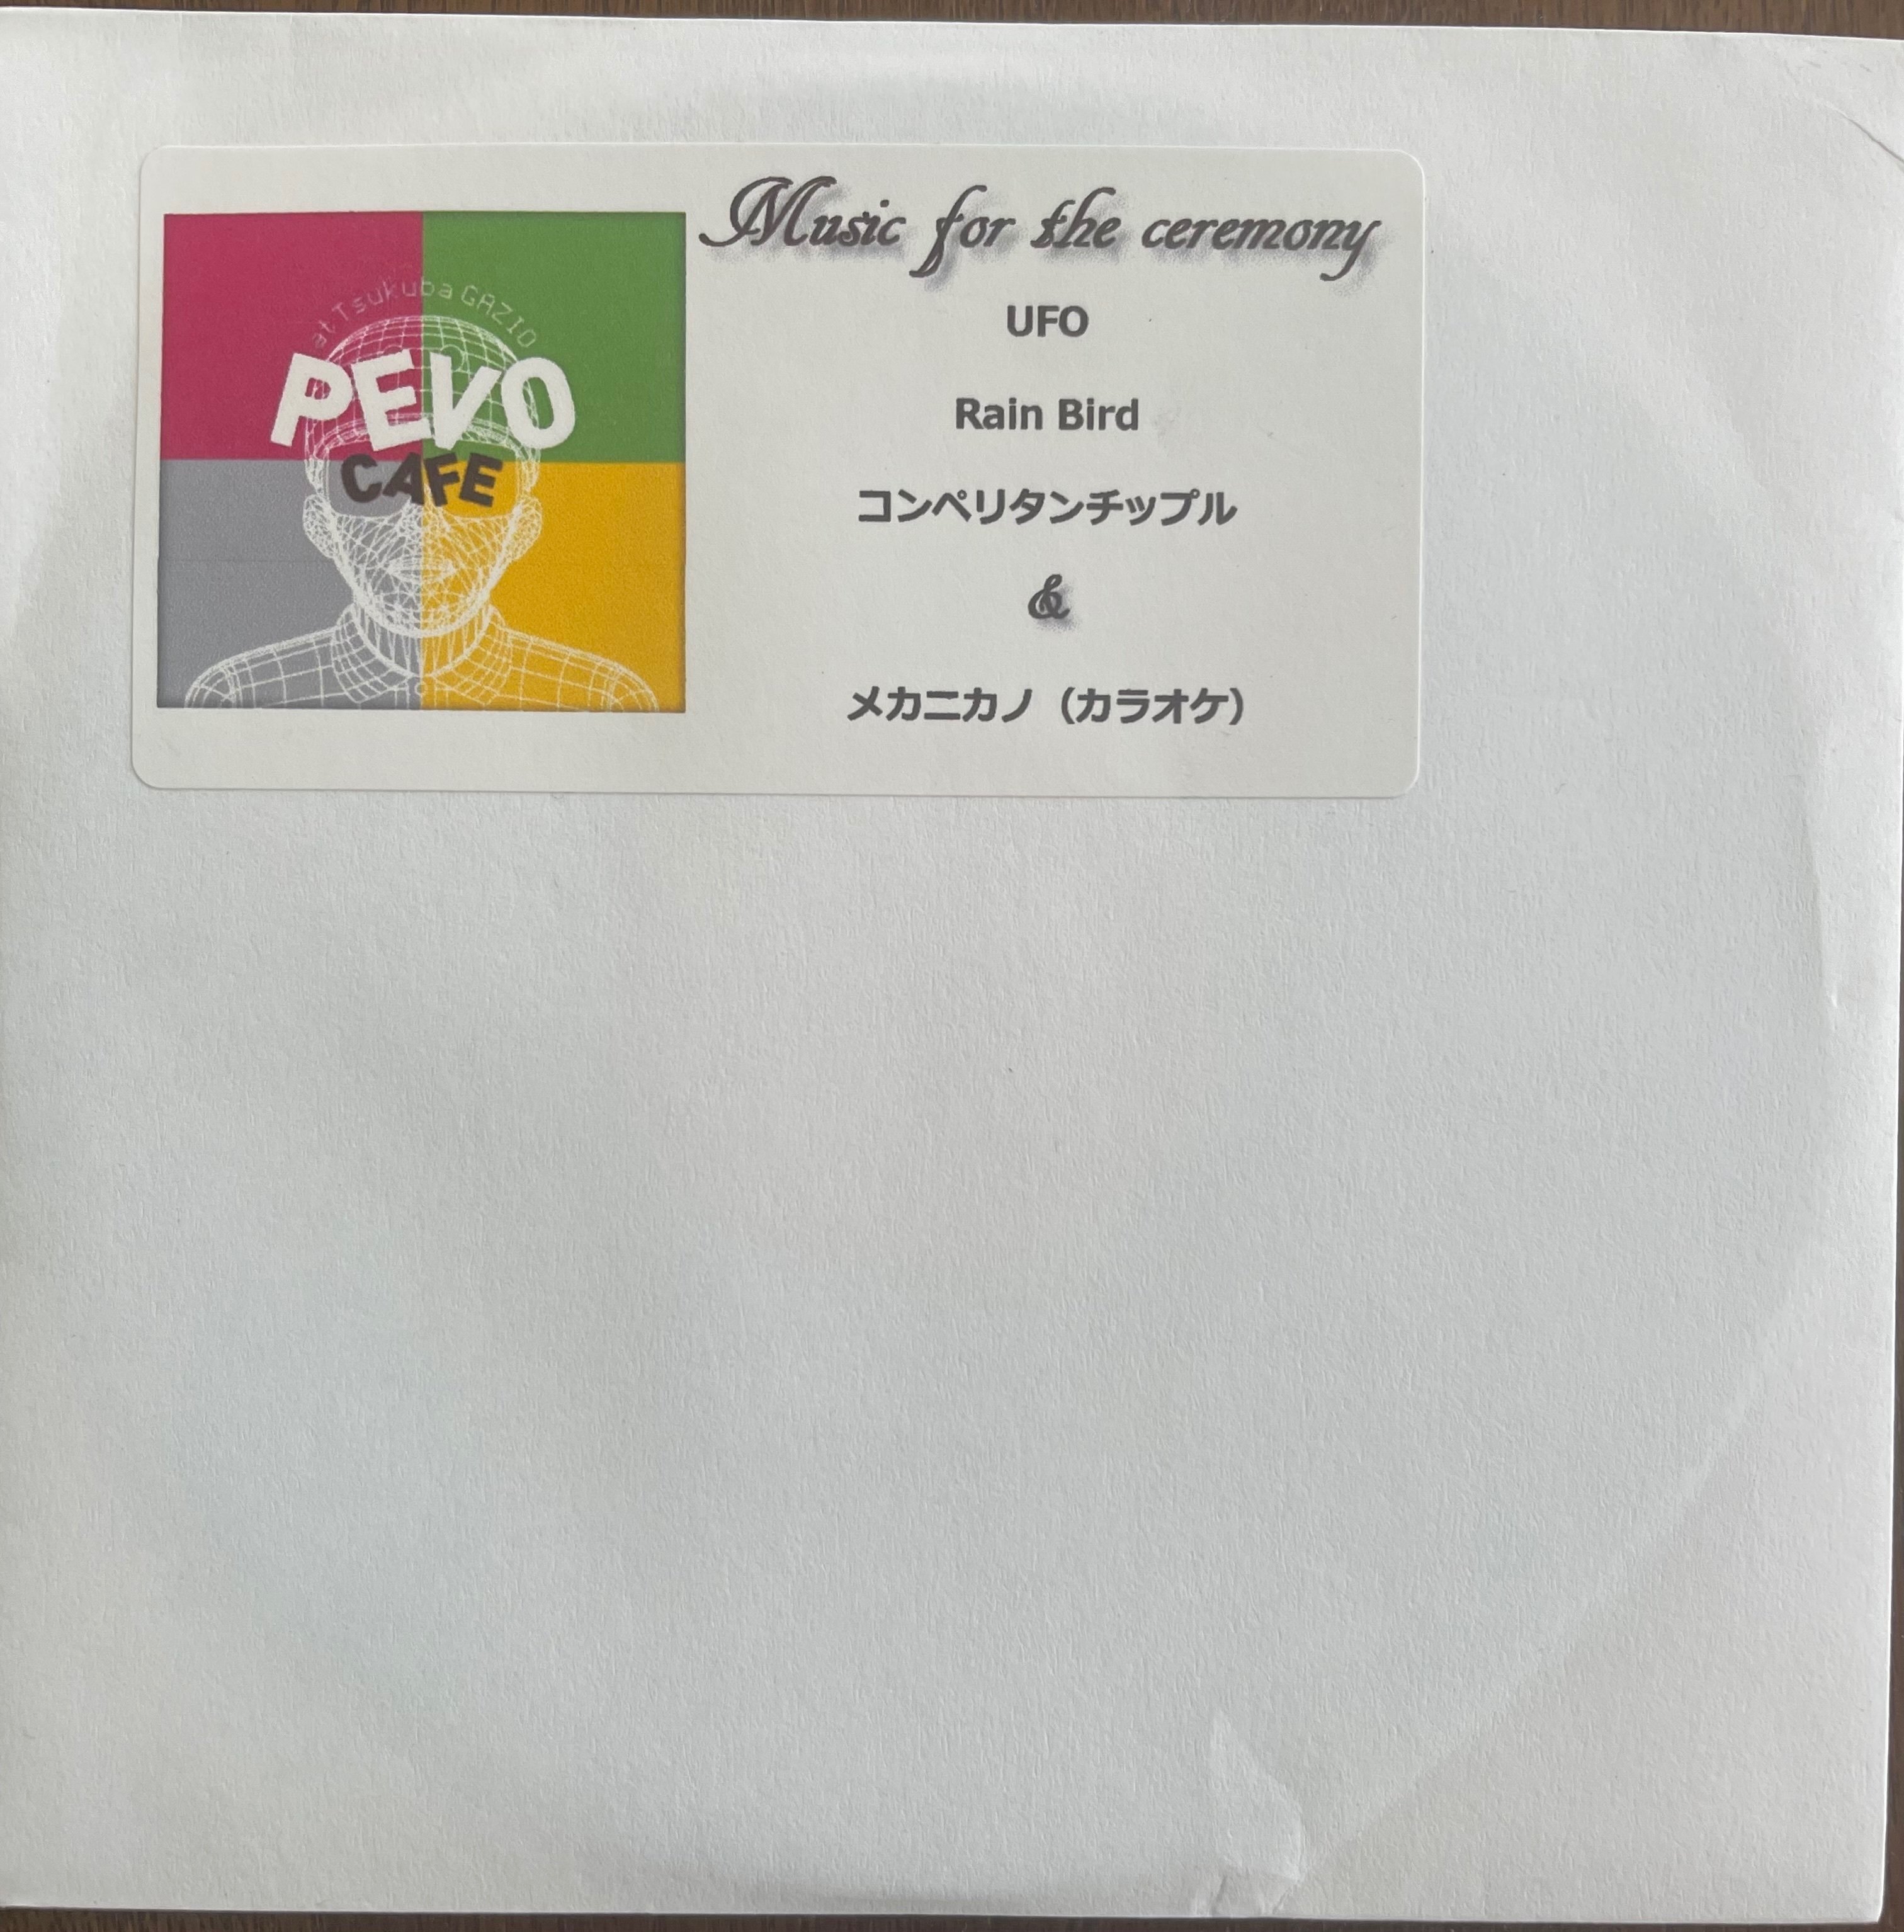 at Tsukuba GAZIO
PEVO
CAFE
Music for the ceremony
UFO
Rain Bird
コンペリタンチップル
&
メカニカノ（カラオケ）